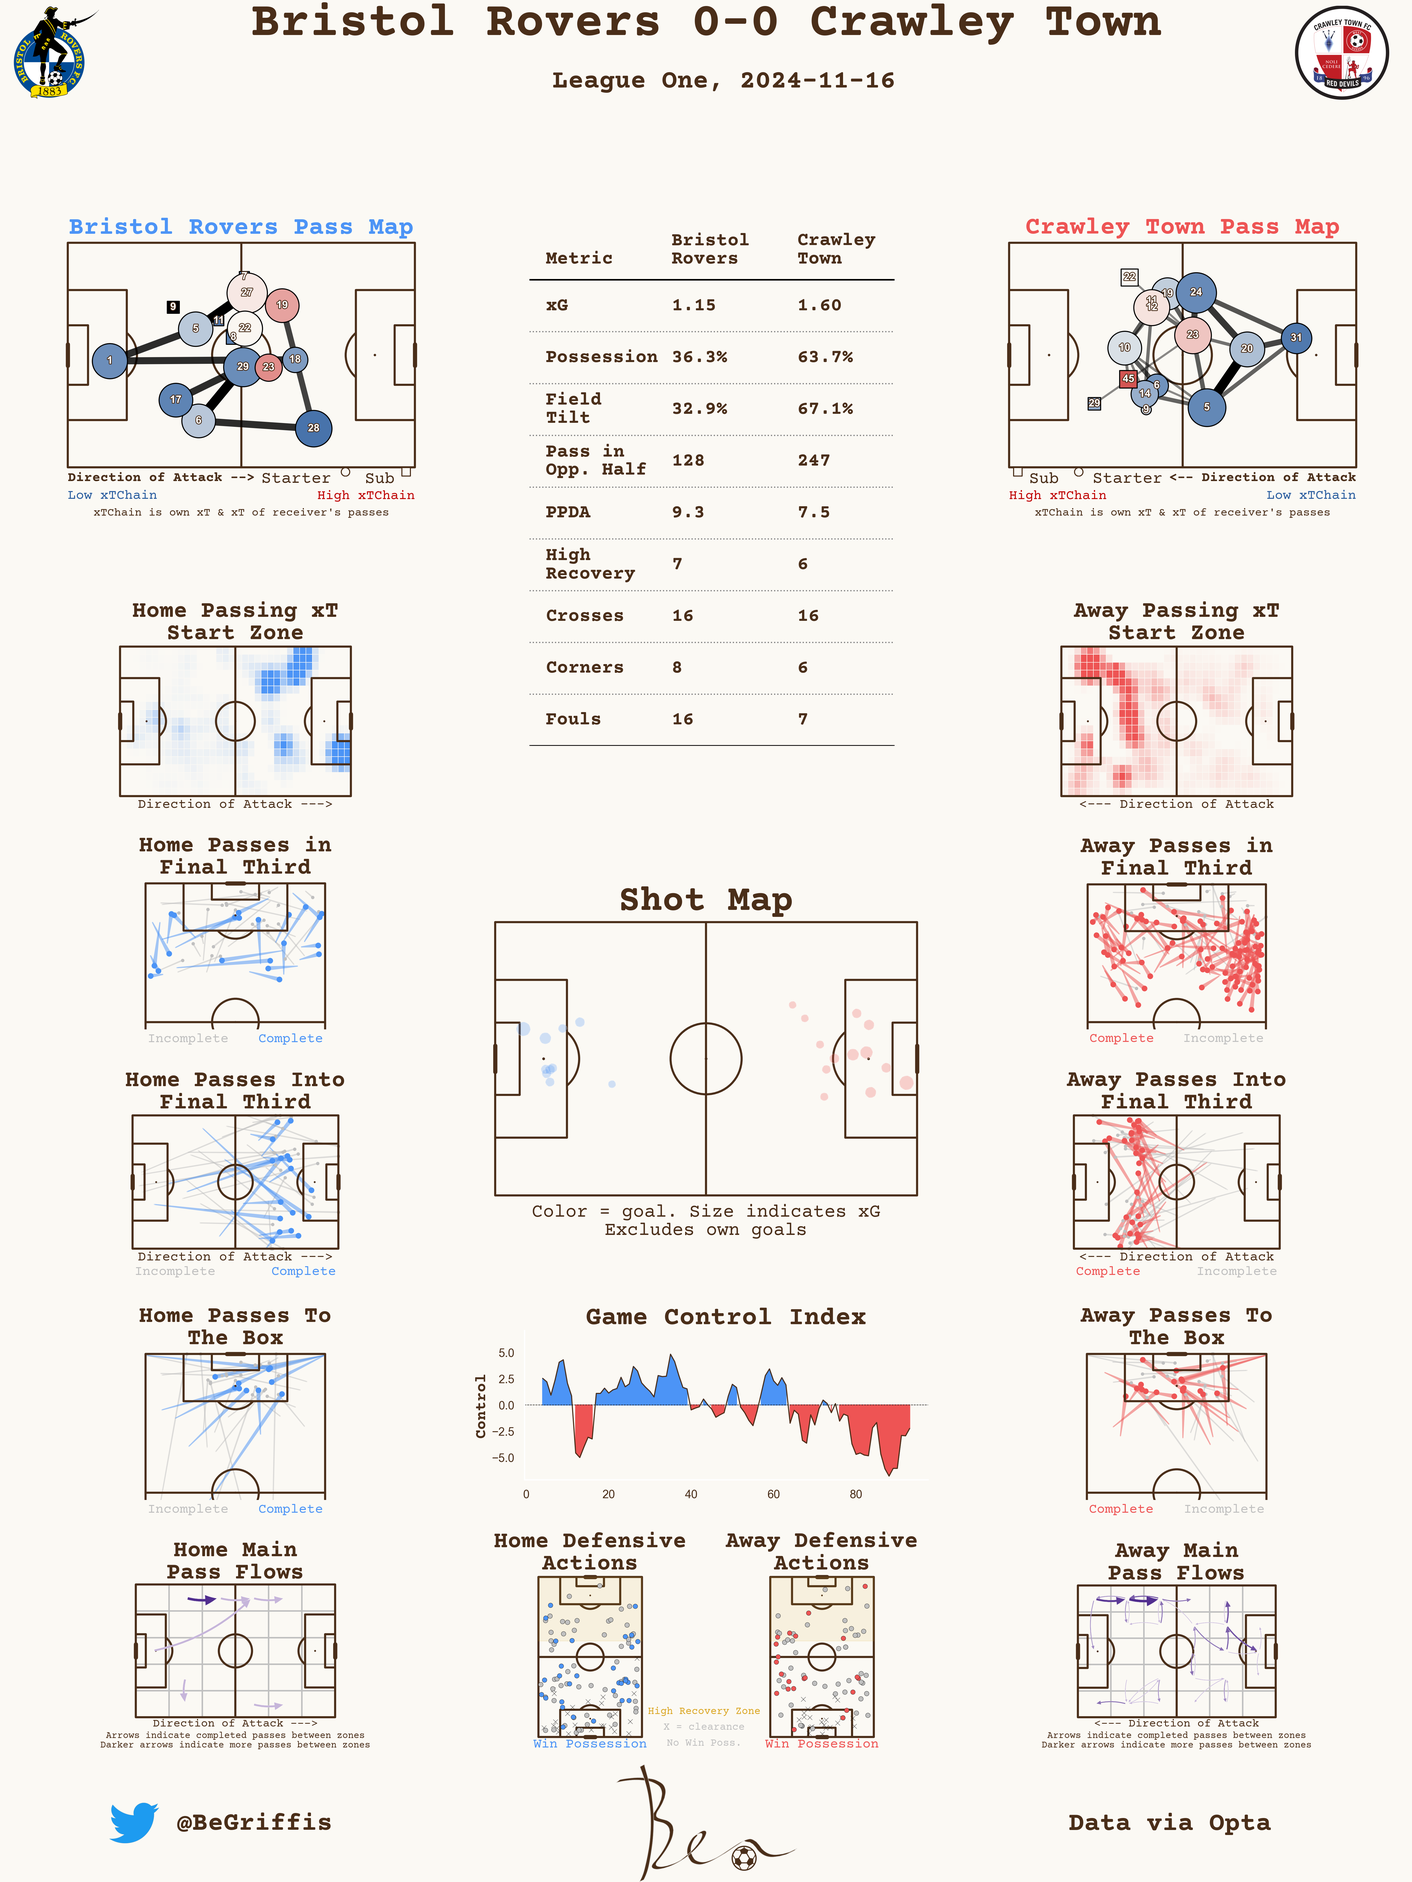 Bristol Rovers 0-0 Crawley Town
League One, 2024-11-16
BRISTOL ROVERS F.C.
1883
CRAWLEY TOWN FC
NOLI
CEDERE
18
96
RED DEVILS
Bristol Rovers Pass Map
7
27
19
9
11
5
22
8
1
29
23
18
17
6
28
Direction of Attack --> Starter Sub
Low xTChain High xTChain
xTChain is own xT & xT of receiver's passes
Metric Bristol Rovers Crawley Town
xG 1.15 1.60
Possession 36.3% 63.7%
Field Tilt 32.9% 67.1%
Pass in Opp. Half 128 247
PPDA 9.3 7.5
High Recovery 7 6
Crosses 16 16
Corners 8 6
Fouls 16 7
Crawley Town Pass Map
22
19
24
11
12
23
10
20
31
45
6
14
29
9
5
Sub Starter <-- Direction of Attack
High xTChain Low xTChain
xTChain is own xT & xT of receiver's passes
Home Passing xT
Start Zone
Direction of Attack --->
Away Passing xT
Start Zone
<--- Direction of Attack
Home Passes in
Final Third
Incomplete Complete
Away Passes in
Final Third
Complete Incomplete
Shot Map
Color = goal. Size indicates xG
Excludes own goals
Home Passes Into
Final Third
Direction of Attack --->
Incomplete Complete
Away Passes Into
Final Third
<--- Direction of Attack
Complete Incomplete
Home Passes To
The Box
Incomplete Complete
Game Control Index
Control
5.0
2.5
0.0
−2.5
−5.0
0 20 40 60 80
Away Passes To
The Box
Complete Incomplete
Home Main
Pass Flows
Direction of Attack --->
Arrows indicate completed passes between zones
Darker arrows indicate more passes between zones
Home Defensive
Actions
Win Possession
High Recovery Zone
X = clearance
No Win Poss.
Away Defensive
Actions
Win Possession
Away Main
Pass Flows
<--- Direction of Attack
Arrows indicate completed passes between zones
Darker arrows indicate more passes between zones
@BeGriffis
Ben
Data via Opta